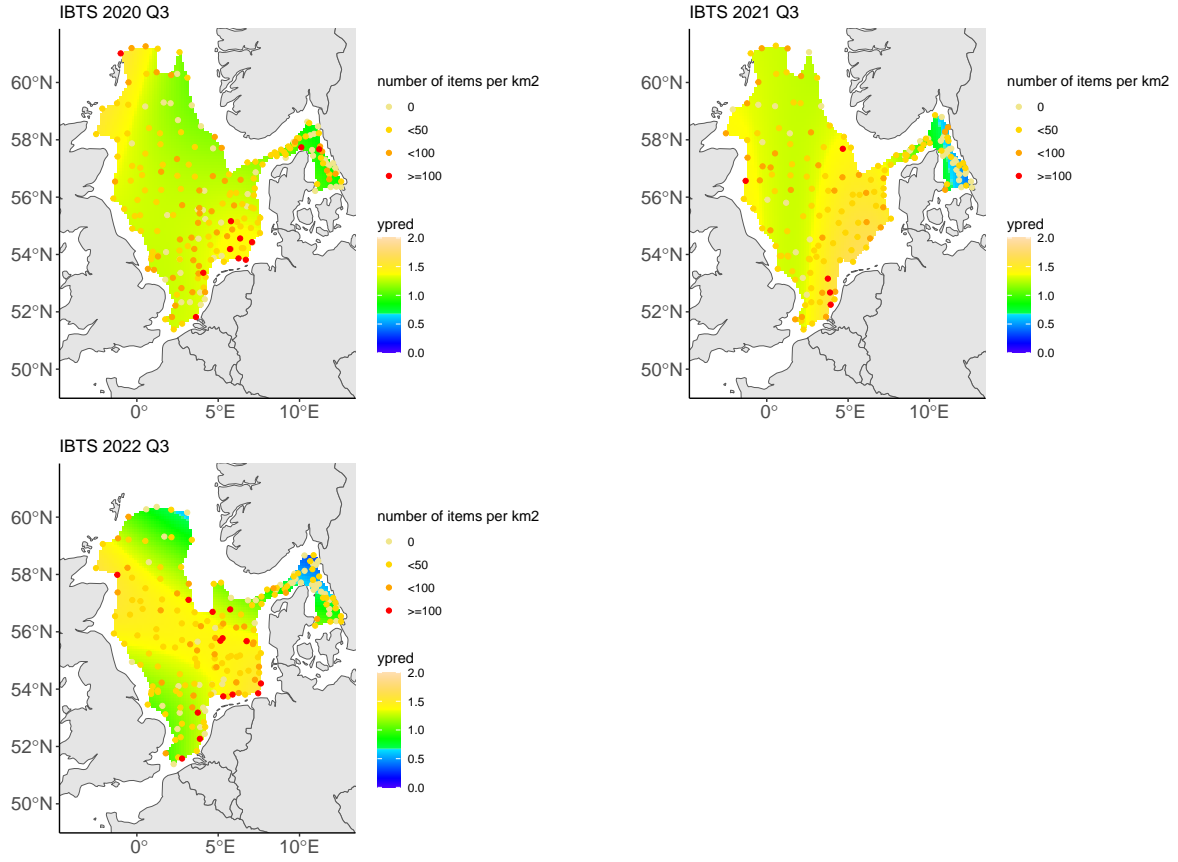 IBTS 2020 Q3
60°N
58°N
56°N
54°N
52°N
50°N
0°
5°E
10°E
number of items per km2
0
<50
<100
>=100
ypred
2.0
1.5
1.0
0.5
0.0
IBTS 2021 Q3
60°N
58°N
56°N
54°N
52°N
50°N
0°
5°E
10°E
number of items per km2
0
<50
<100
>=100
ypred
2.0
1.5
1.0
0.5
0.0
IBTS 2022 Q3
60°N
58°N
56°N
54°N
52°N
50°N
0°
5°E
10°E
number of items per km2
0
<50
<100
>=100
ypred
2.0
1.5
1.0
0.5
0.0